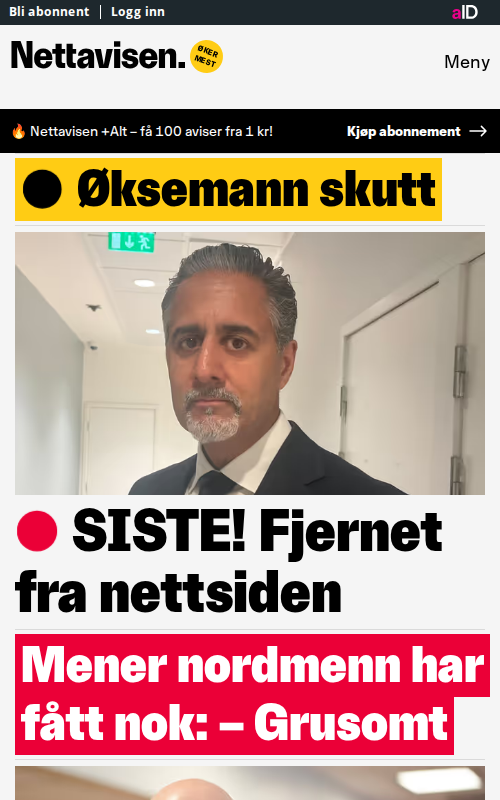 Bli abonnent | Logg inn
aID
Nettavisen.
ØKER
MEST
Meny
🔥 Nettavisen +Alt – få 100 aviser fra 1 kr!
Kjøp abonnement →
Øksemann skutt
SISTE! Fjernet
fra nettsiden
Mener nordmenn har
fått nok: – Grusomt